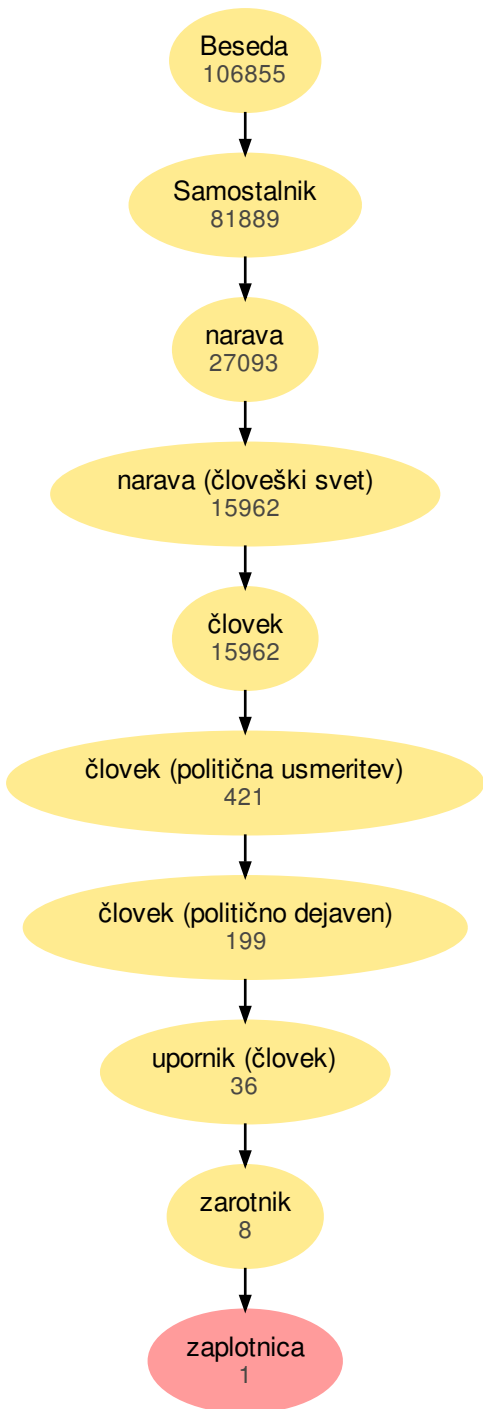 Beseda
106855
Samostalnik
81889
narava
27093
narava (človeški svet)
15962
človek
15962
človek (politična usmeritev)
421
človek (politično dejaven)
199
upornik (človek)
36
zarotnik
8
zaplotnica
1